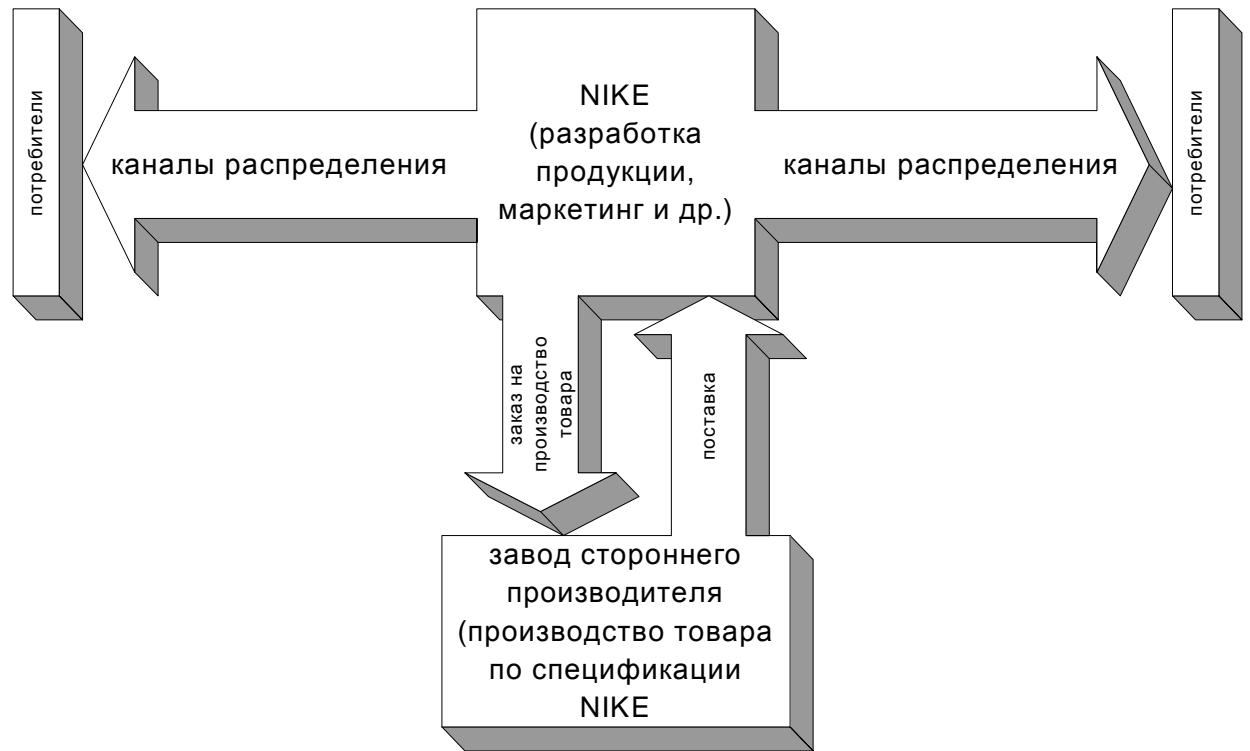 потребители
каналы распределения
NIKE
(разработка
продукции,
маркетинг и др.)
каналы распределения
потребители
заказ на
производство
товара
поставка
завод стороннего
производителя
(производство товара
по спецификации
NIKE